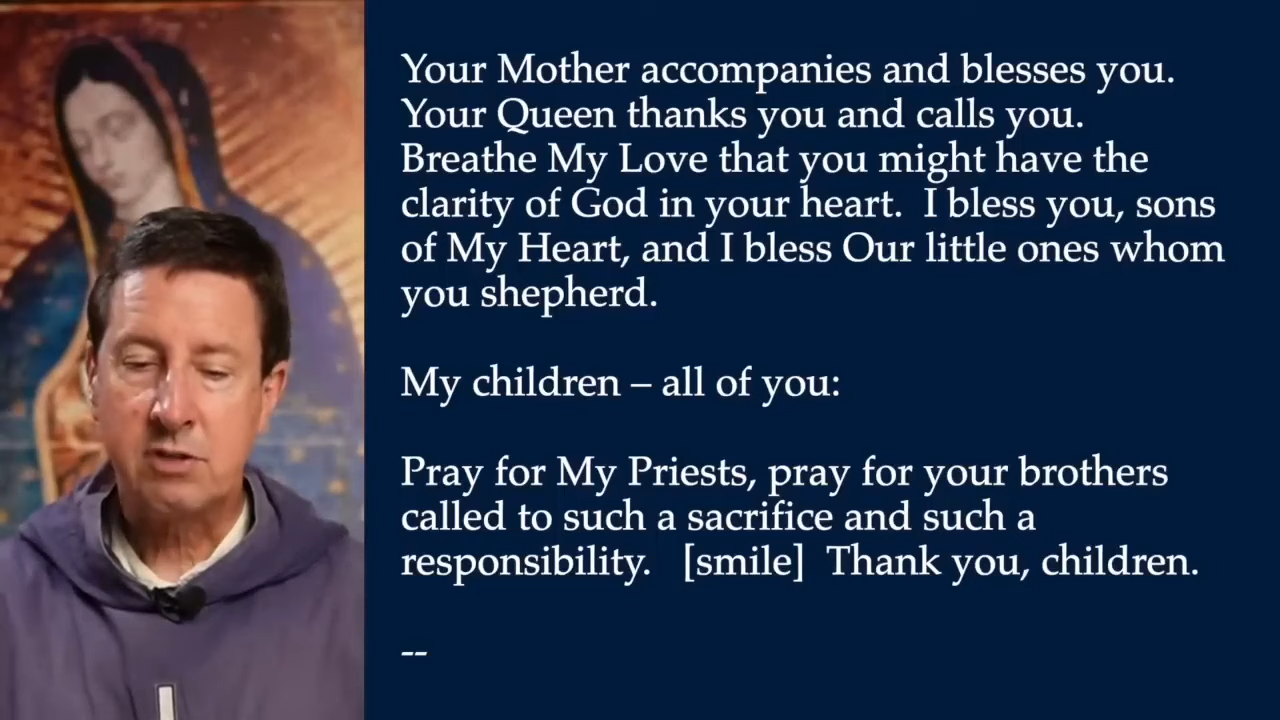 Your Mother accompanies and blesses you.
Your Queen thanks you and calls you.
Breathe My Love that you might have the
clarity of God in your heart.  I bless you, sons
of My Heart, and I bless Our little ones whom
you shepherd.
My children – all of you:
Pray for My Priests, pray for your brothers
called to such a sacrifice and such a
responsibility.   [smile]  Thank you, children.
--